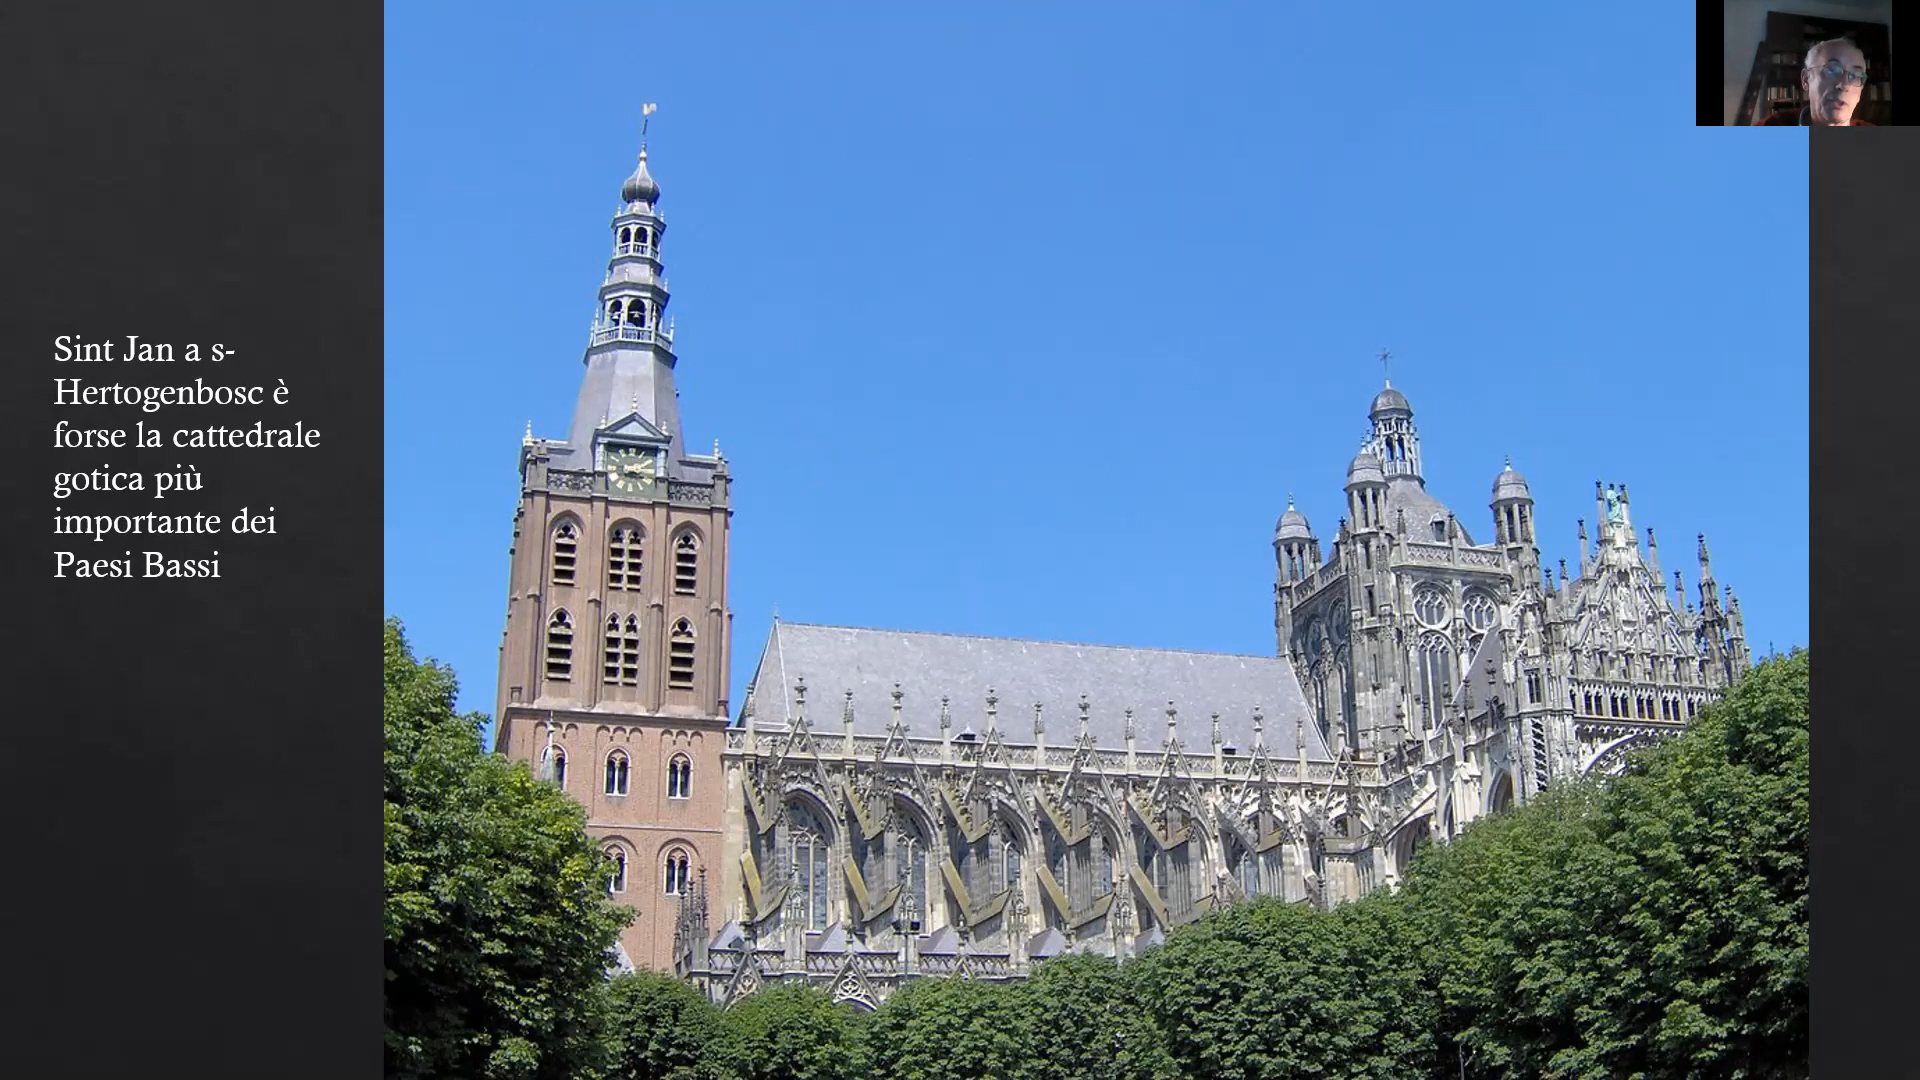 Sint Jan a s-
Hertogenbosc è
forse la cattedrale
gotica più
importante dei
Paesi Bassi